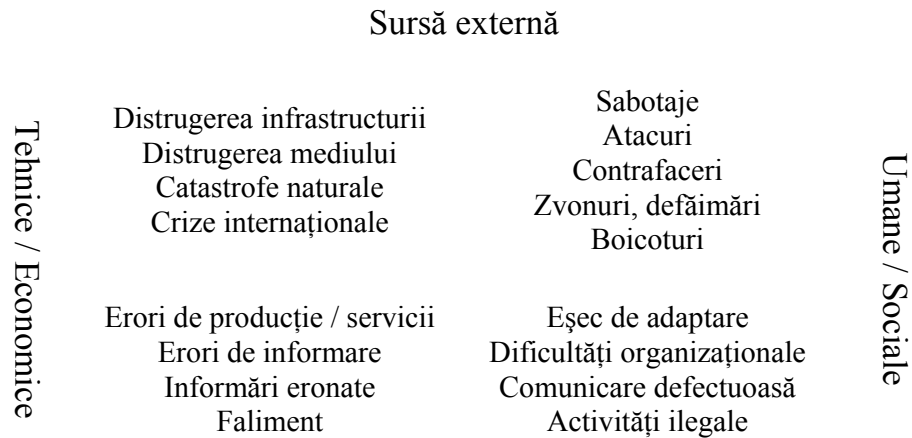 Sursă externă
Tehnice / Economice
Distrugerea infrastructurii
Distrugerea mediului
Catastrofe naturale
Crize internaționale
Sabotaje
Atacuri
Contrafaceri
Zvonuri, defăimări
Boicoturi
Umane / Sociale
Erori de producție / servicii
Erori de informare
Informări eronate
Faliment
Eşec de adaptare
Dificultăți organizaționale
Comunicare defectuoasă
Activități ilegale